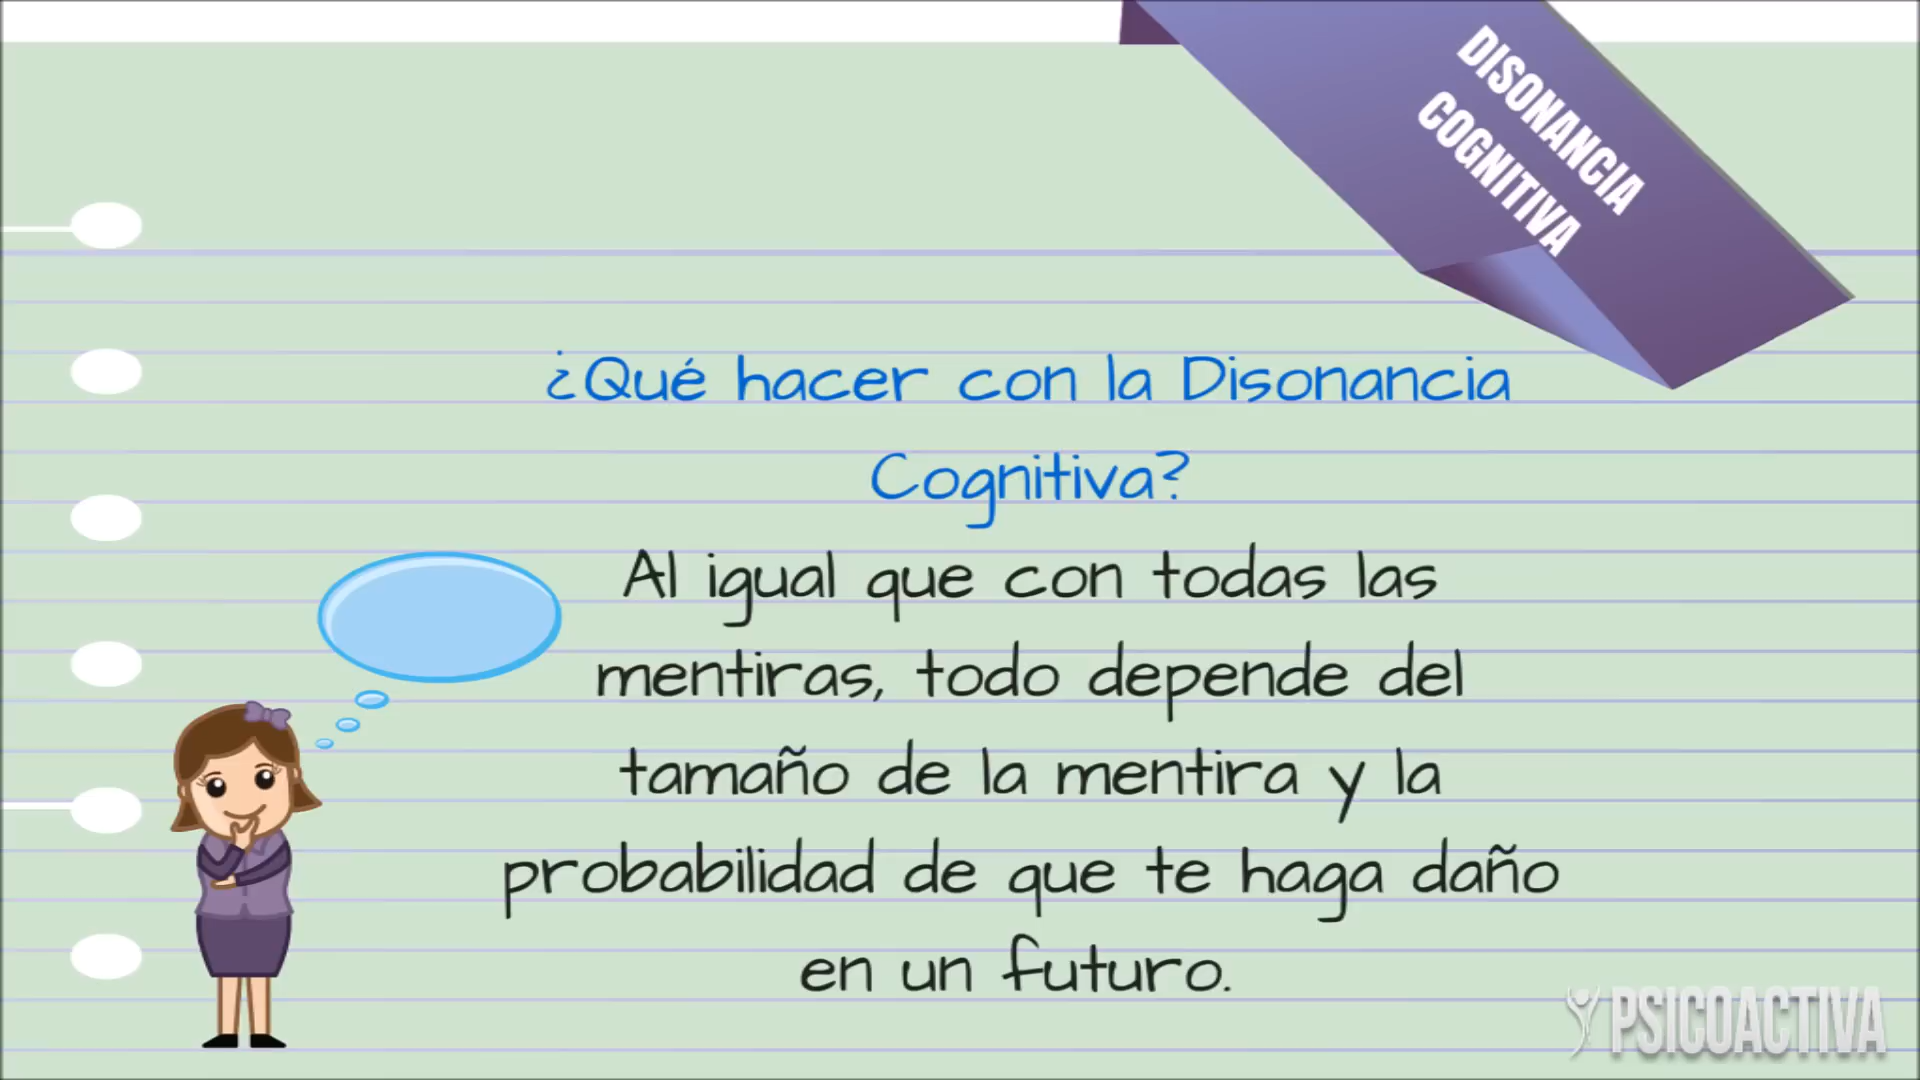 DISONANCIA
COGNITIVA
¿Qué hacer con la Disonancia
Cognitiva?
Al igual que con todas las
mentiras, todo depende del
tamaño de la mentira y la
probabilidad de que te haga daño
en un futuro.
PSICOACTIVA